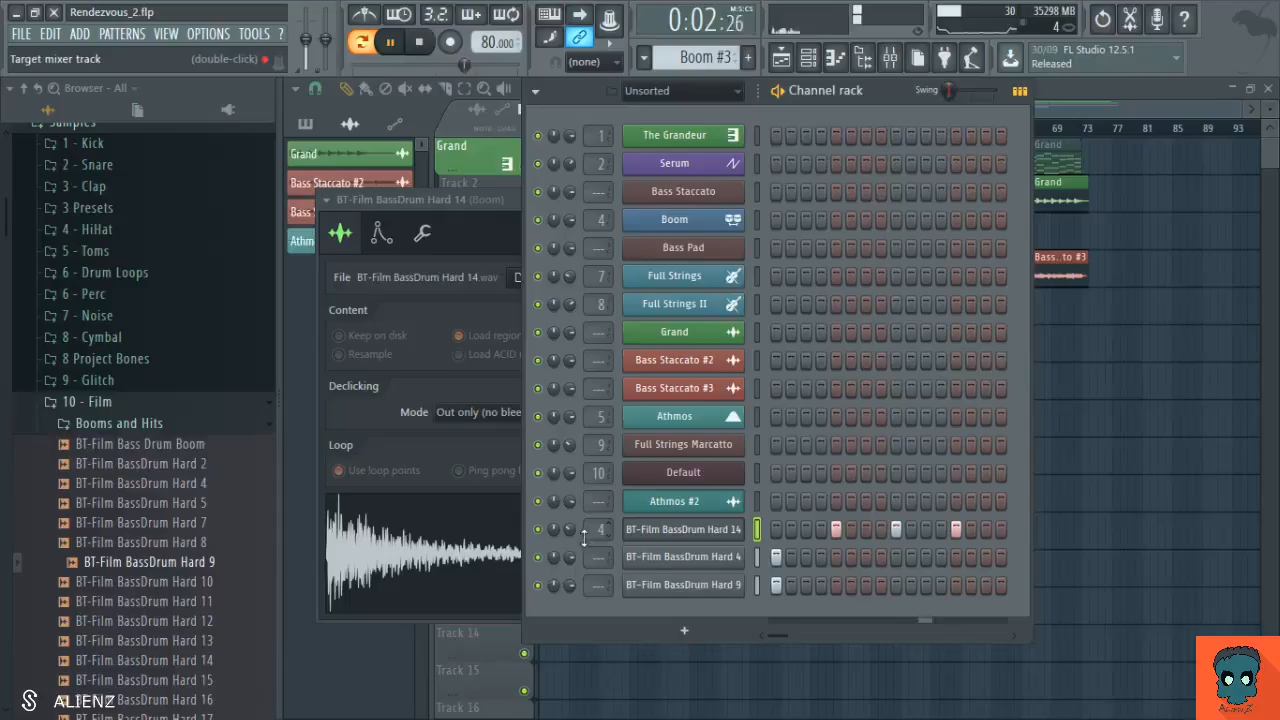 Rendezvous_2.flp
FILE EDIT ADD PATTERNS VIEW OPTIONS TOOLS ?
Target mixer track (double-click)
3.2..
80.000
0:02:26
M:S:CS
30 35298 MB
4
(none)
Boom #3
30/09 FL Studio 12.5.1
Released
Browser - All
Samples
1 - Kick
2 - Snare
3 - Clap
3 Presets
4 - HiHat
5 - Toms
6 - Drum Loops
6 - Perc
7 - Noise
8 - Cymbal
8 Project Bones
9 - Glitch
10 - Film
Booms and Hits
BT-Film Bass Drum Boom
BT-Film BassDrum Hard 2
BT-Film BassDrum Hard 4
BT-Film BassDrum Hard 5
BT-Film BassDrum Hard 7
BT-Film BassDrum Hard 8
BT-Film BassDrum Hard 9
BT-Film BassDrum Hard 10
BT-Film BassDrum Hard 11
BT-Film BassDrum Hard 12
BT-Film BassDrum Hard 13
BT-Film BassDrum Hard 14
BT-Film BassDrum Hard 15
BT-Film BassDrum Hard 16
BT-Film BassDrum Hard 17
Grand
Bass Staccato #2
Bass
Athm
Grand
Track 2
BT-Film BassDrum Hard 14 (Boom)
File BT-Film BassDrum Hard 14.wav
Content
Keep on disk Load region
Resample Load ACID
Declicking
Mode Out only (no blee
Loop
Use loop points Ping pong
Track 14
Track 15
Track 16
Unsorted
Channel rack
Swing
1 The Grandeur
2 Serum
--- Bass Staccato
4 Boom
--- Bass Pad
7 Full Strings
8 Full Strings II
--- Grand
--- Bass Staccato #2
--- Bass Staccato #3
5 Athmos
9 Full Strings Marcatto
10 Default
--- Athmos #2
4 BT-Film BassDrum Hard 14
--- BT-Film BassDrum Hard 4
--- BT-Film BassDrum Hard 9
+
69 73 77 81 85 89 93
Grand
Grand
Bass..to #3
ALIENZ
ALIENZ